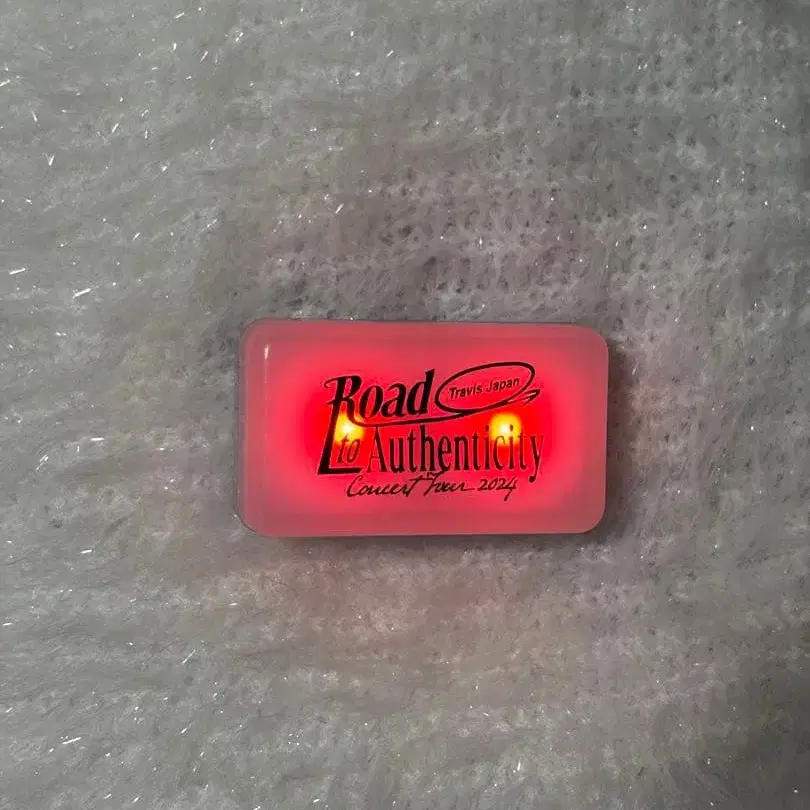 Road Travis Japan
to Authenticity
Concert Tour 2024